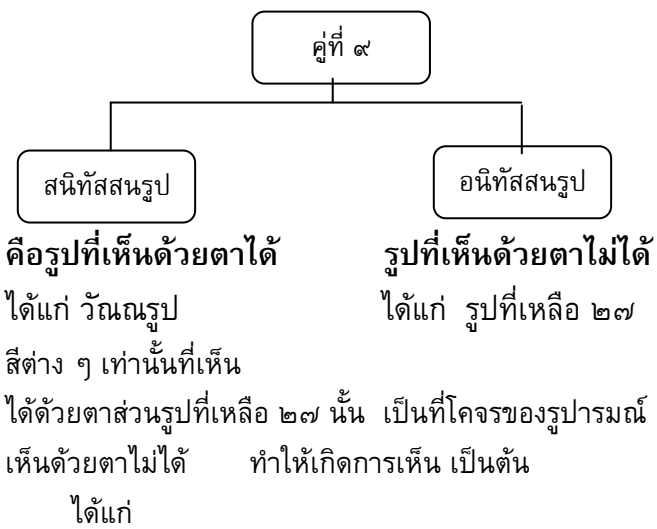 คู่ที่ ๙
สนิทัสสนรูป อนิทัสสนรูป
คือรูปที่เห็นด้วยตาได้ รูปที่เห็นด้วยตาไม่ได้
ได้แก่ วัณณรูป ได้แก่ รูปที่เหลือ ๒๗
สีต่าง ๆ เท่านั้นที่เห็น
ได้ด้วยตาส่วนรูปที่เหลือ ๒๗ นั้น เป็นที่โคจรของรูปารมณ์
เห็นด้วยตาไม่ได้ ทำให้เกิดการเห็น เป็นต้น
ได้แก่